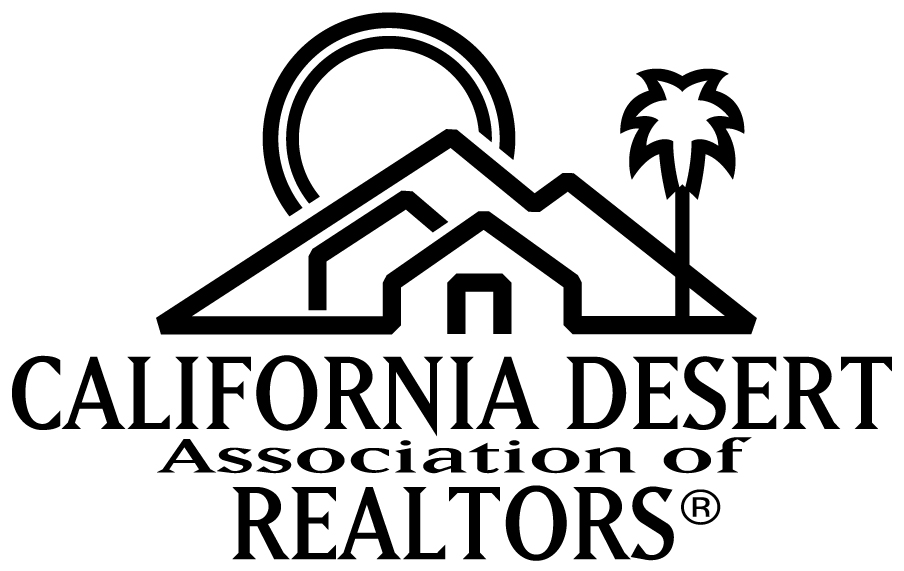 CALIFORNIA DESERT
Association of
REALTORS®